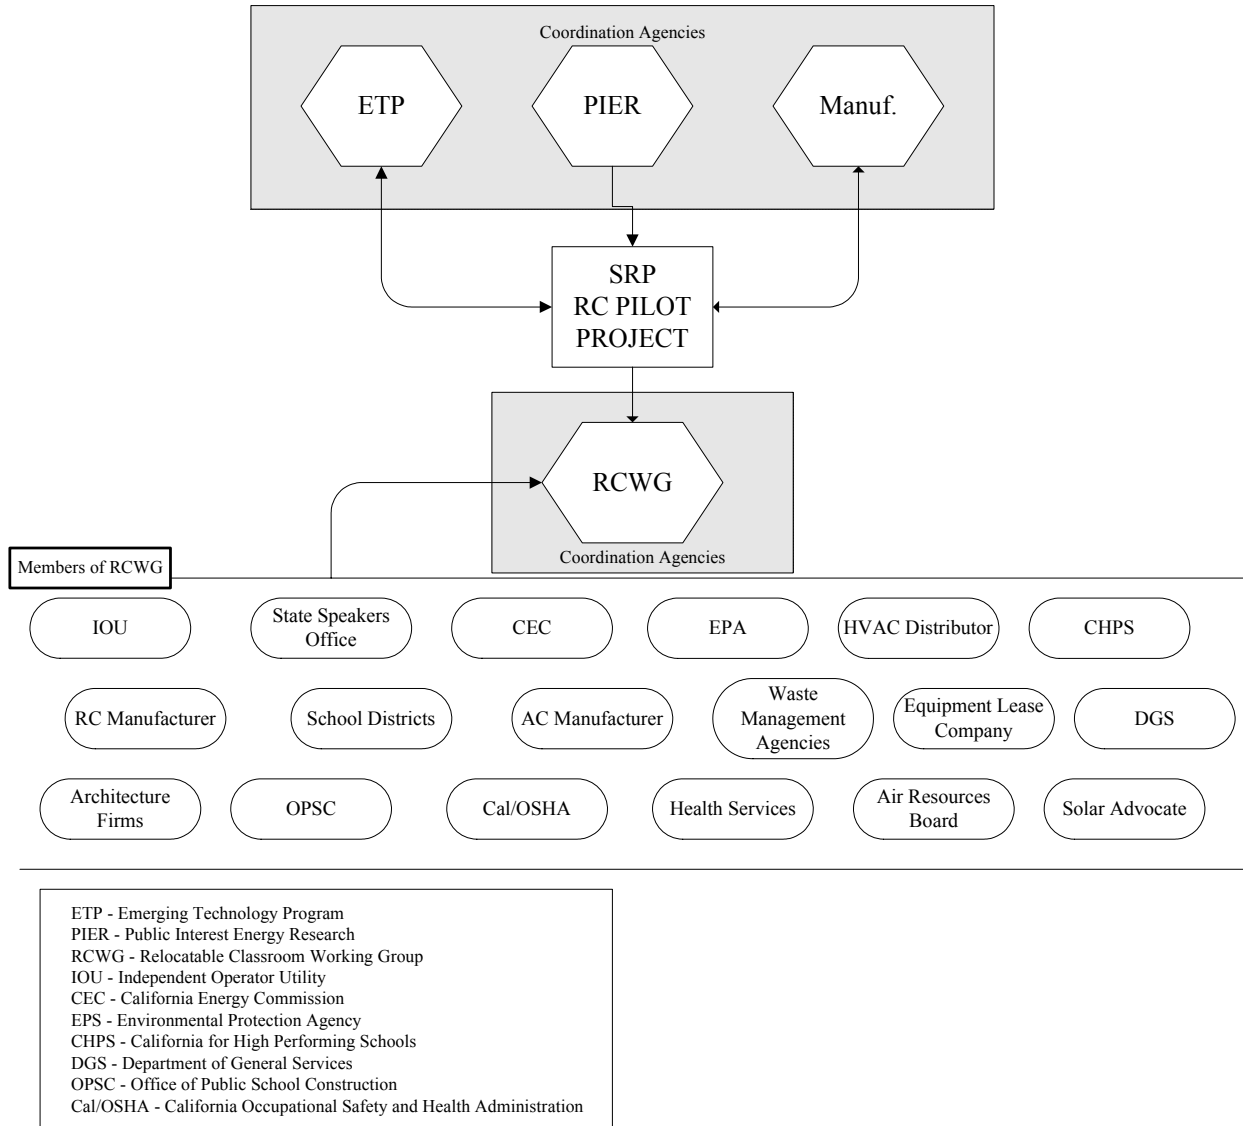 Coordination Agencies
ETP
PIER
Manuf.
SRP
RC PILOT
PROJECT
RCWG
Coordination Agencies
Members of RCWG
IOU
State Speakers
Office
CEC
EPA
HVAC Distributor
CHPS
RC Manufacturer
School Districts
AC Manufacturer
Waste
Management
Agencies
Equipment Lease
Company
DGS
Architecture
Firms
OPSC
Cal/OSHA
Health Services
Air Resources
Board
Solar Advocate
ETP - Emerging Technology Program
PIER - Public Interest Energy Research
RCWG - Relocatable Classroom Working Group
IOU - Independent Operator Utility
CEC - California Energy Commission
EPS - Environmental Protection Agency
CHPS - California for High Performing Schools
DGS - Department of General Services
OPSC - Office of Public School Construction
Cal/OSHA - California Occupational Safety and Health Administration